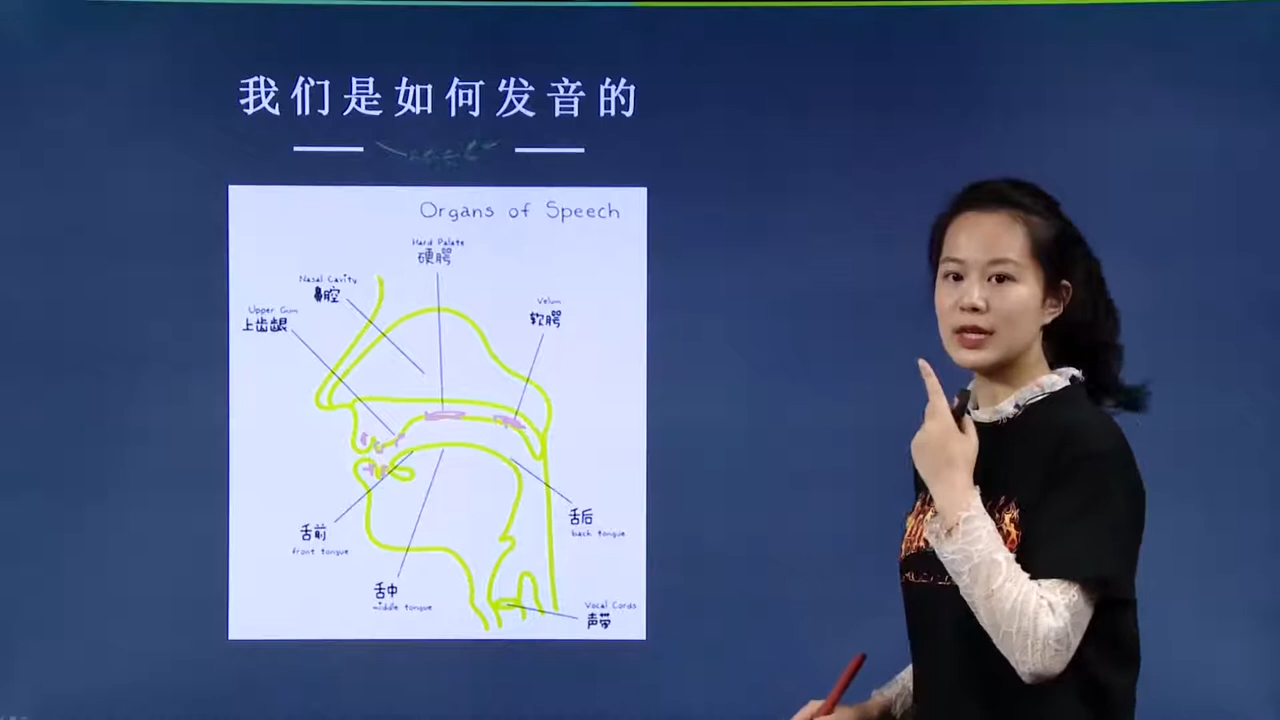 我们是如何发音的
Organs of Speech
Hard Palate
硬腭
Nasal Cavity
鼻腔
Velum
软腭
Upper Gum
上齿龈
舌前
front tongue
舌后
back tongue
舌中
middle tongue
Vocal Cords
声带